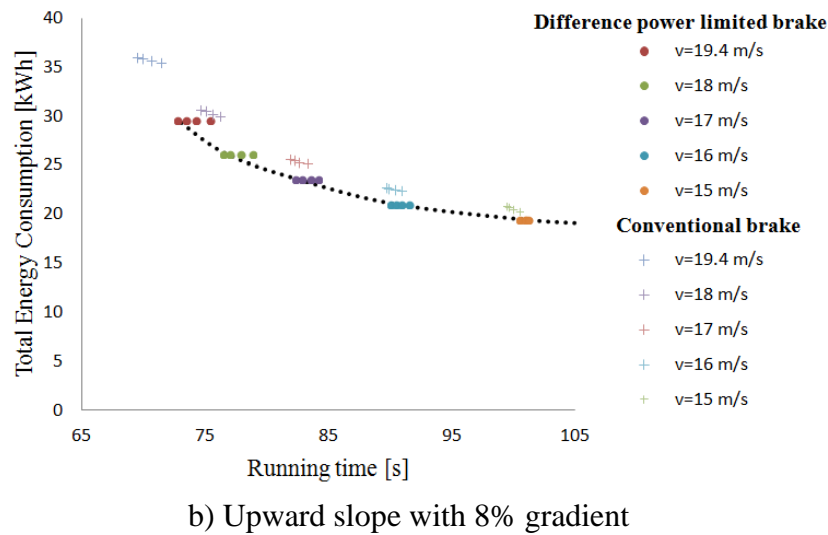 40
35
30
25
20
15
10
5
0
Total Energy Consumption [kWh]
65
75
85
95
105
Running time [s]
Difference power limited brake
v=19.4 m/s
v=18 m/s
v=17 m/s
v=16 m/s
v=15 m/s
Conventional brake
v=19.4 m/s
v=18 m/s
v=17 m/s
v=16 m/s
v=15 m/s
b) Upward slope with 8% gradient